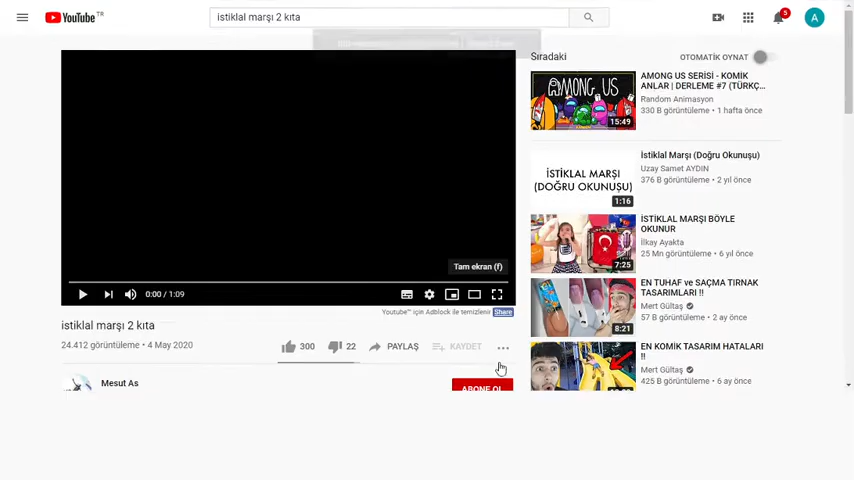 YouTube TR
istiklal marşı 2 kıta
5
A
Tam ekran (f)
0:00 / 1:09
Youtube™ için Adblock ile temizlenir Share
istiklal marşı 2 kıta
24.412 görüntüleme • 4 May 2020
300
22
PAYLAŞ
KAYDET
Mesut As
ABONE OL
Sıradaki
OTOMATİK OYNAT
AMONG US
15:49
AMONG US SERİSİ - KOMİK
ANLAR | DERLEME #7 (TÜRKÇ...
Random Animasyon
330 B görüntüleme • 1 hafta önce
İSTİKLAL MARŞI
(DOĞRU OKUNUŞU)
1:16
İstiklal Marşı (Doğru Okunuşu)
Uzay Samet AYDIN
376 B görüntüleme • 2 yıl önce
7:25
İSTİKLAL MARŞI BÖYLE
OKUNUR
İlkay Ayakta
25 Mn görüntüleme • 6 yıl önce
8:21
EN TUHAF ve SAÇMA TIRNAK
TASARIMLARI !!
Mert Gültaş
57 B görüntüleme • 2 ay önce
EN KOMİK TASARIM HATALARI
!!
Mert Gültaş
425 B görüntüleme • 6 ay önce